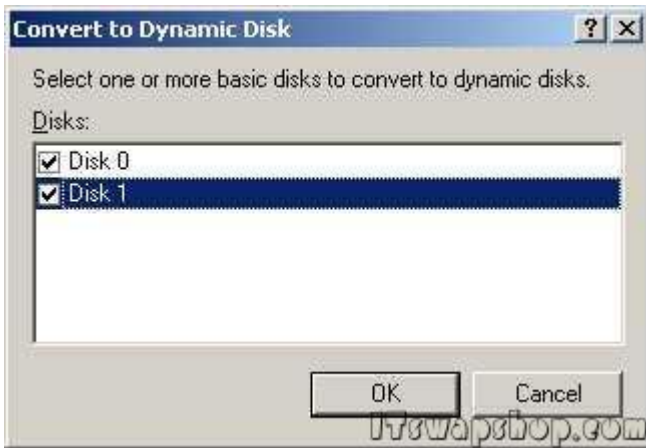 Convert to Dynamic Disk
Select one or more basic disks to convert to dynamic disks.
Disks:
Disk 0
Disk 1
OK Cancel
ITswapshop.com